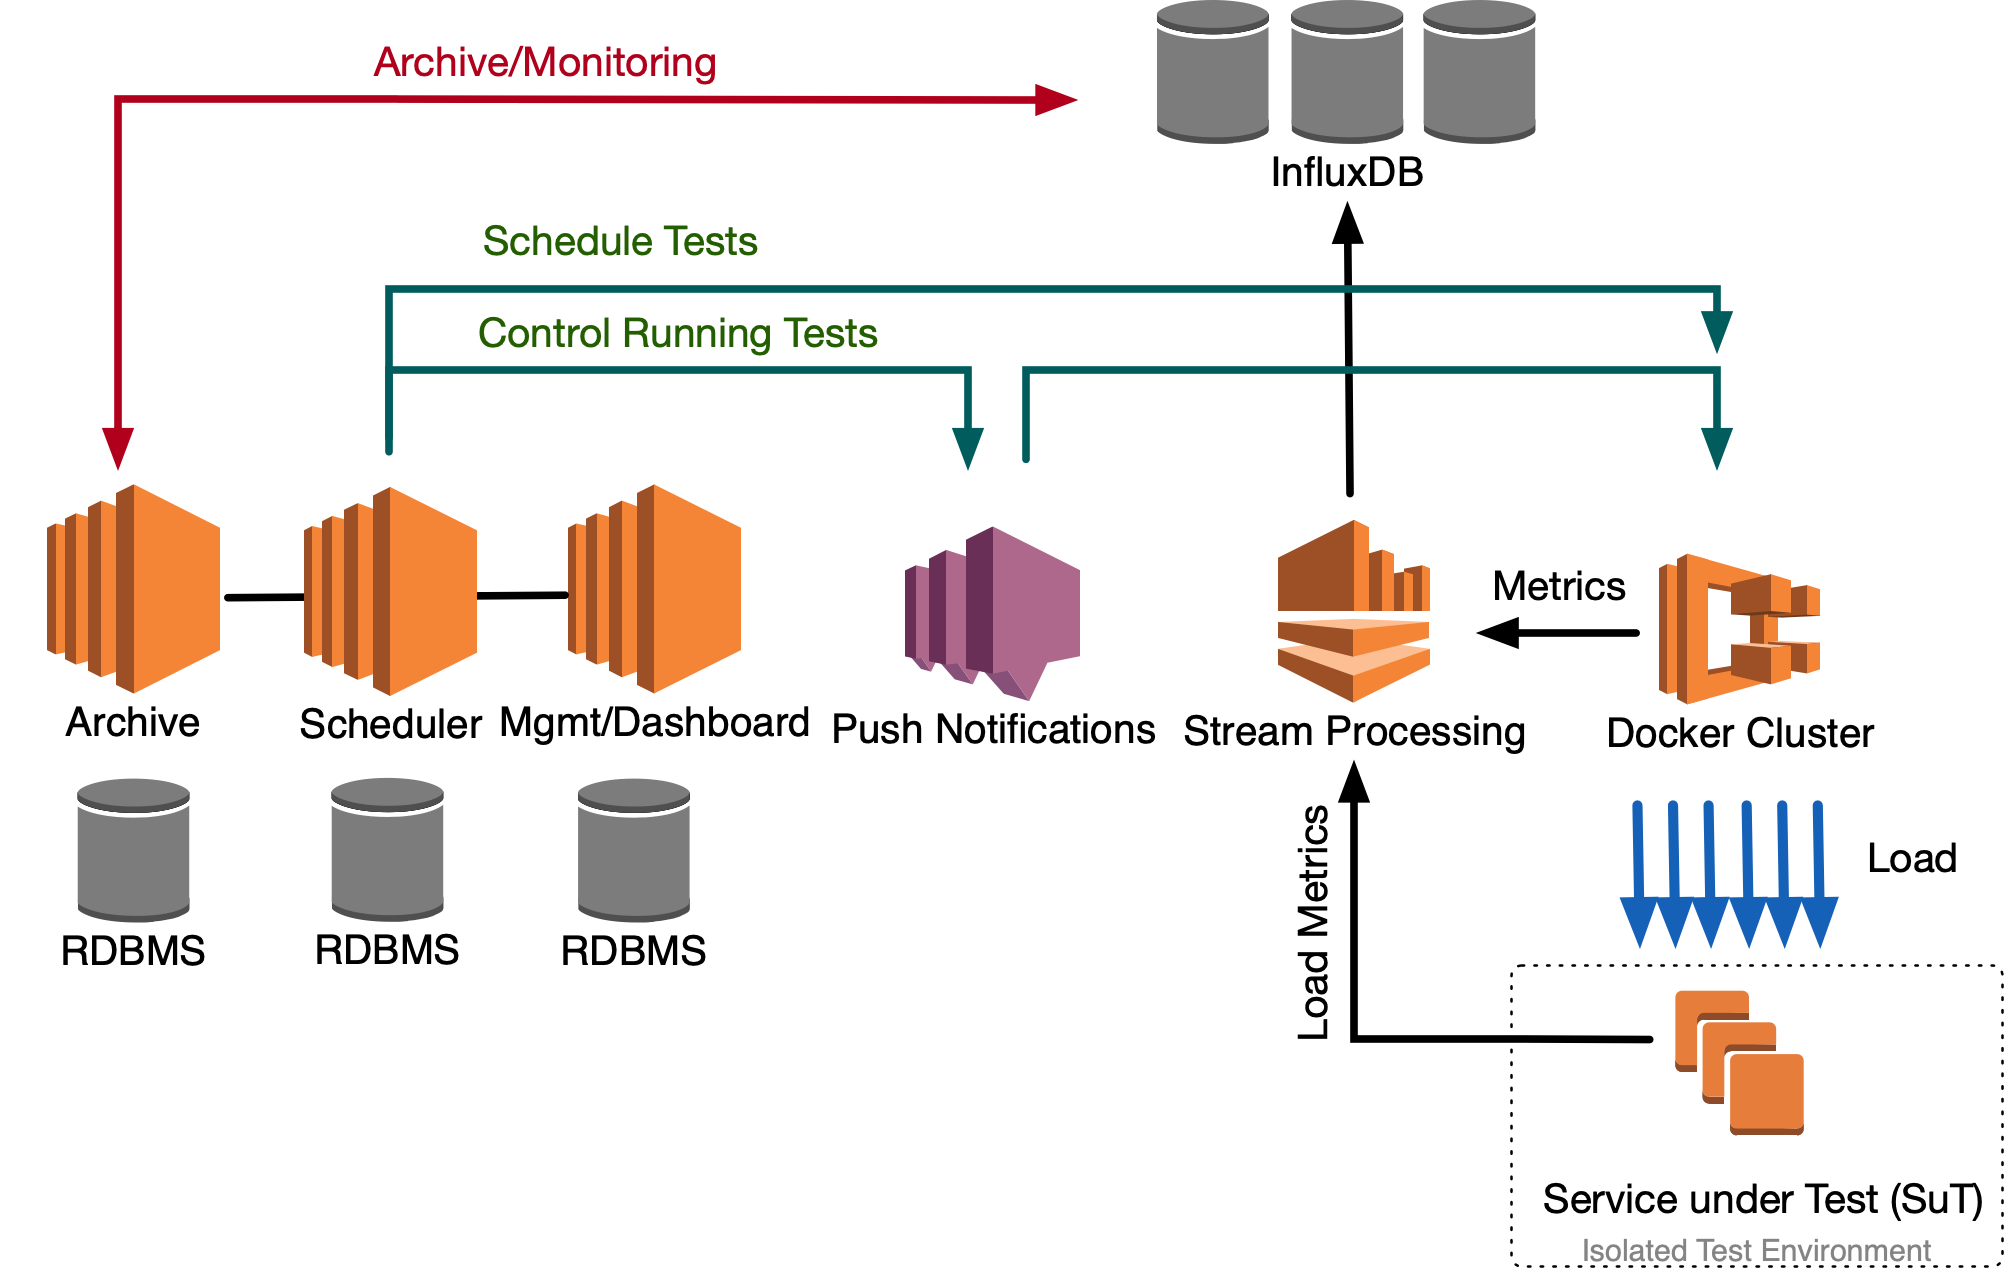 Archive/Monitoring
InfluxDB
Schedule Tests
Control Running Tests
Metrics
Archive
Scheduler
Mgmt/Dashboard
Push Notifications
Stream Processing
Docker Cluster
Load Metrics
Load
RDBMS
RDBMS
RDBMS
Service under Test (SuT)
Isolated Test Environment